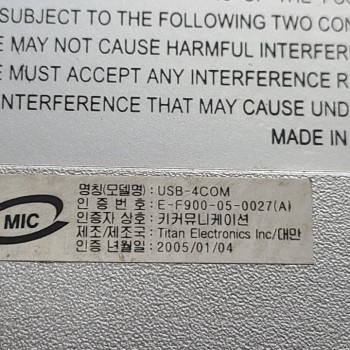 SUBJECT TO THE FOLLOWING TWO CON
E MAY NOT CAUSE HARMFUL INTERFER
E MUST ACCEPT ANY INTERFERENCE R
INTERFERENCE THAT MAY CAUSE UND
MADE IN
MIC
명칭(모델명) : USB-4COM
인 증 번 호 : E-F900-05-0027(A)
인증자 상호 : 키커뮤니케이션
제조/제조국 : Titan Electronics Inc/대만
인증 년월일 : 2005/01/04